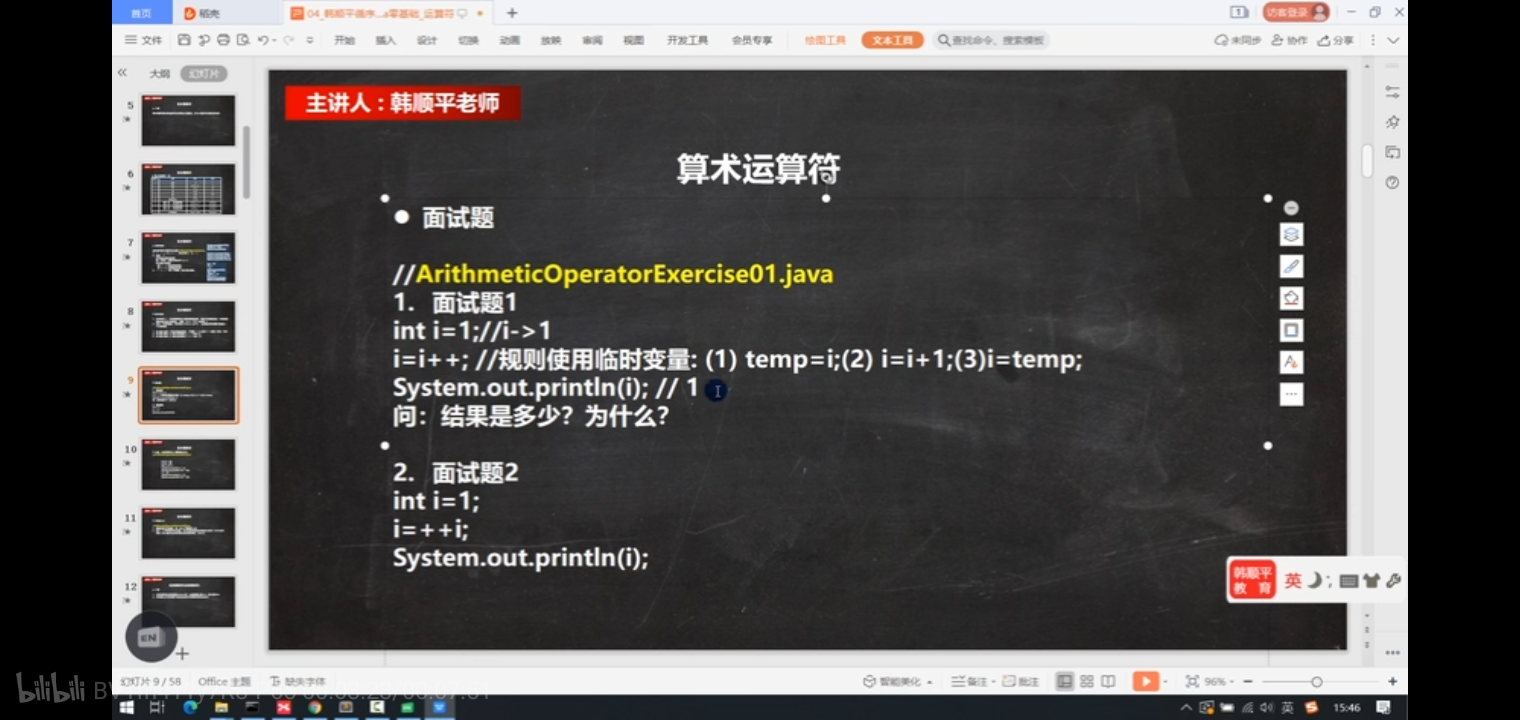 首页
稻壳
04_韩顺平循序...a零基础_运算符
访客登录
文件
开始
插入
设计
切换
动画
放映
审阅
视图
开发工具
会员专享
绘图工具
文本工具
查找命令、搜索模板
未同步
协作
分享
大纲
幻灯片
5
6
7
8
9
10
11
12
主讲人：韩顺平老师
算术运算符
面试题
//ArithmeticOperatorExercise01.java
1. 面试题1
int i=1;//i->1
i=i++; //规则使用临时变量: (1) temp=i;(2) i=i+1;(3)i=temp;
System.out.println(i); // 1
问：结果是多少？为什么？
2. 面试题2
int i=1;
i=++i;
System.out.println(i);
韩顺平
教 育
英
EN
bilibili
幻灯片 9 / 58
Office 主题
缺失字体
智能美化
备注
批注
96%
英
15:46